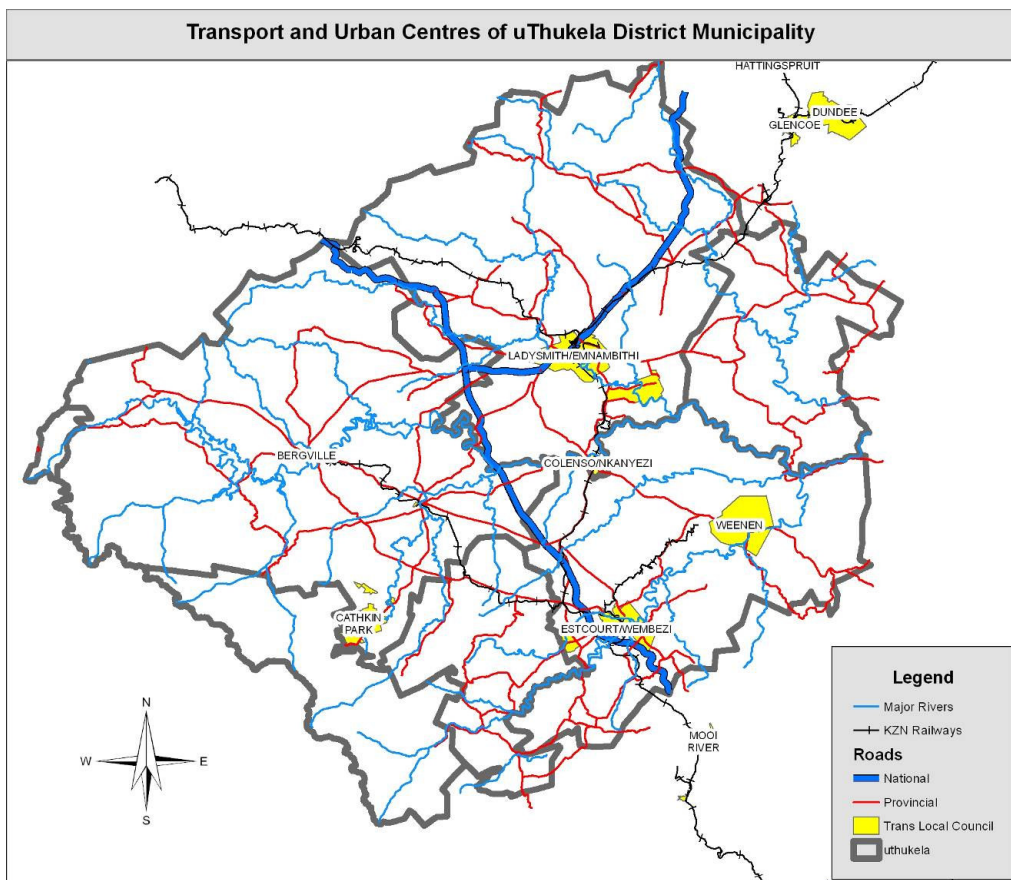 Transport and Urban Centres of uThukela District Municipality
HATTINGSPRUIT
DUNDEE
GLENCOE
LADYSMITH/EMNAMBITHI
BERGVILLE
COLENSO/NKANYEZI
WEENEN
CATHKIN
PARK
ESTCOURT/WEMBEZI
MOOI
RIVER
N
W
E
S
Legend
Major Rivers
KZN Railways
Roads
National
Provincial
Trans Local Council
uthukela